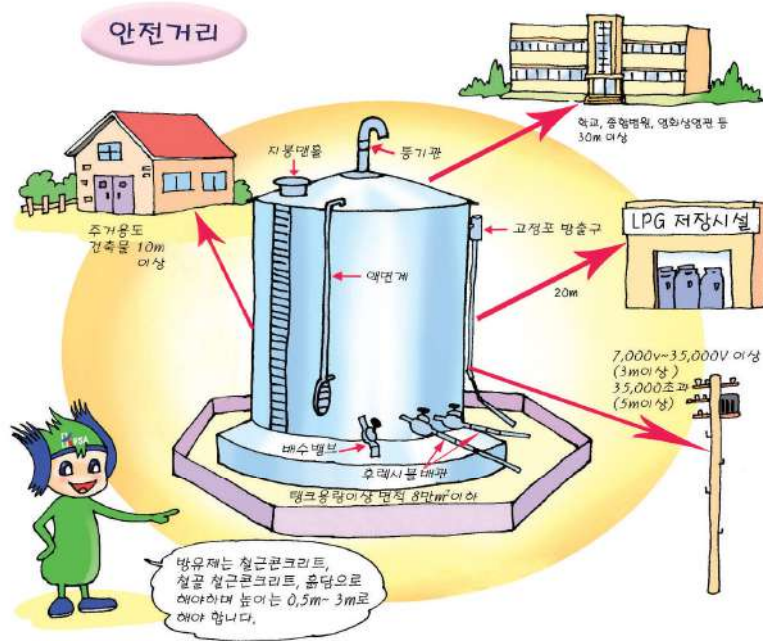 안전거리
학교, 종합병원, 영화상영관 등
30m 이상
지붕맨홀
통기관
주거용도
건축물 10m
이상
고정포 방출구
LPG 저장시설
액면계
20m
7,000v~35,000V 이상
(3m이상)
35,000초과
(5m이상)
배수밸브
후렉시블배관
탱크용량이상 면적 8만m²이하
방유제는 철근콘크리트,
철골 철근콘크리트, 흙담으로
해야하며 높이는 0,5m~ 3m로
해야 합니다.